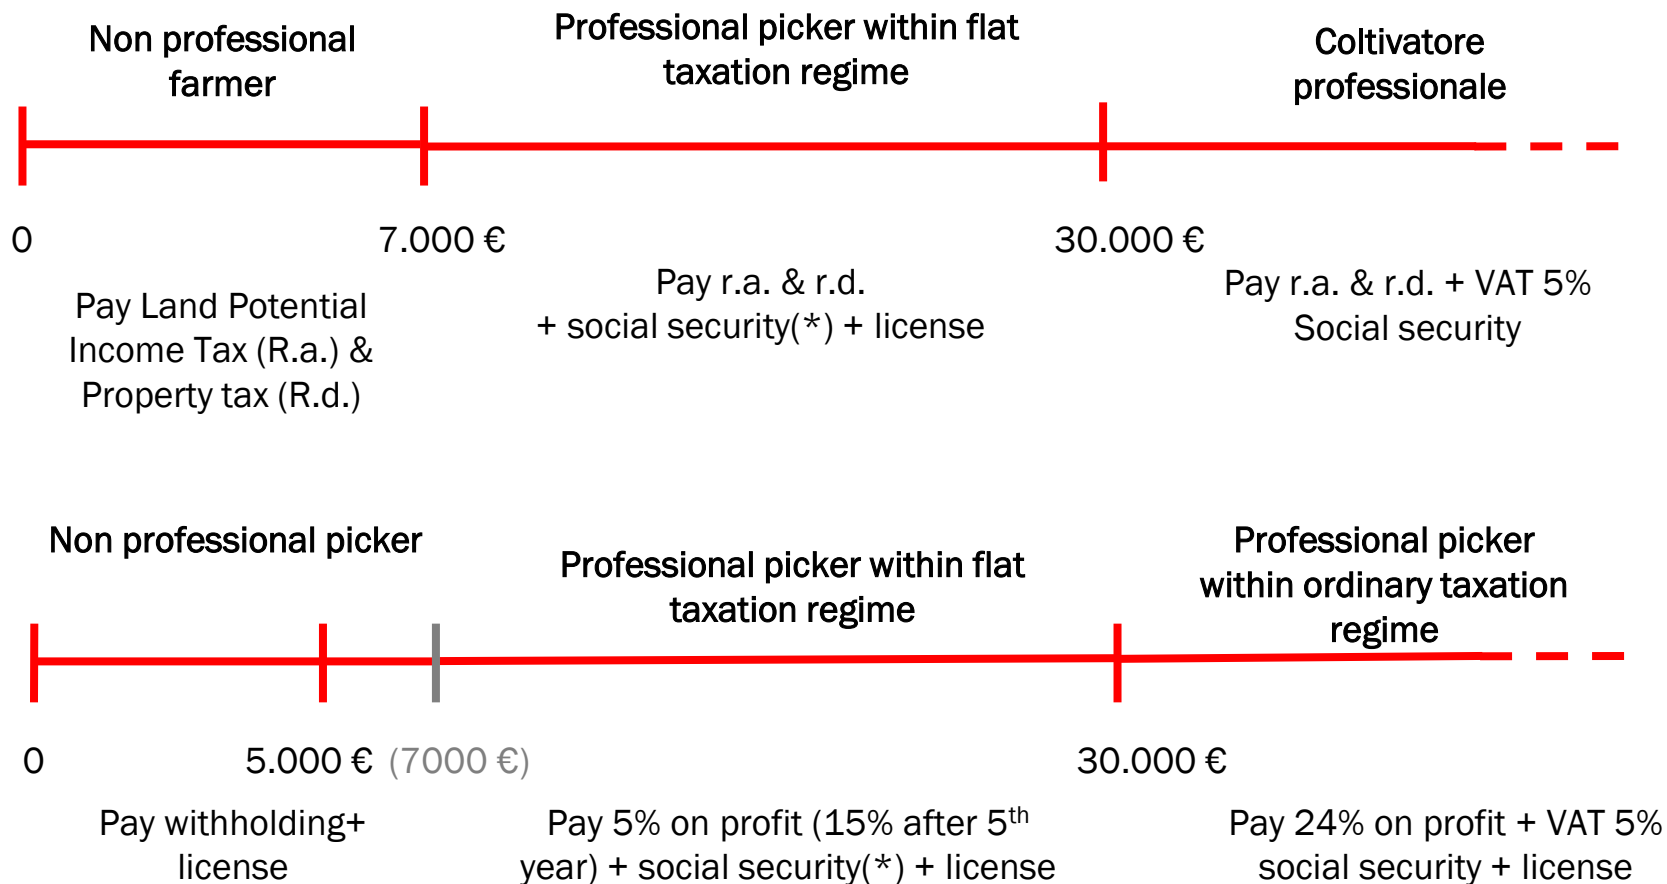 Non professional
farmer
Professional picker within flat
taxation regime
Coltivatore
professionale
0
7.000 €
30.000 €
Pay Land Potential
Income Tax (R.a.) &
Property tax (R.d.)
Pay r.a. & r.d.
+ social security(*) + license
Pay r.a. & r.d. + VAT 5%
Social security
Non professional picker
Professional picker within flat
taxation regime
Professional picker
within ordinary taxation
regime
0
5.000 €
(7000 €)
30.000 €
Pay withholding+
license
Pay 5% on profit (15% after 5th
year) + social security(*) + license
Pay 24% on profit + VAT 5%
social security + license